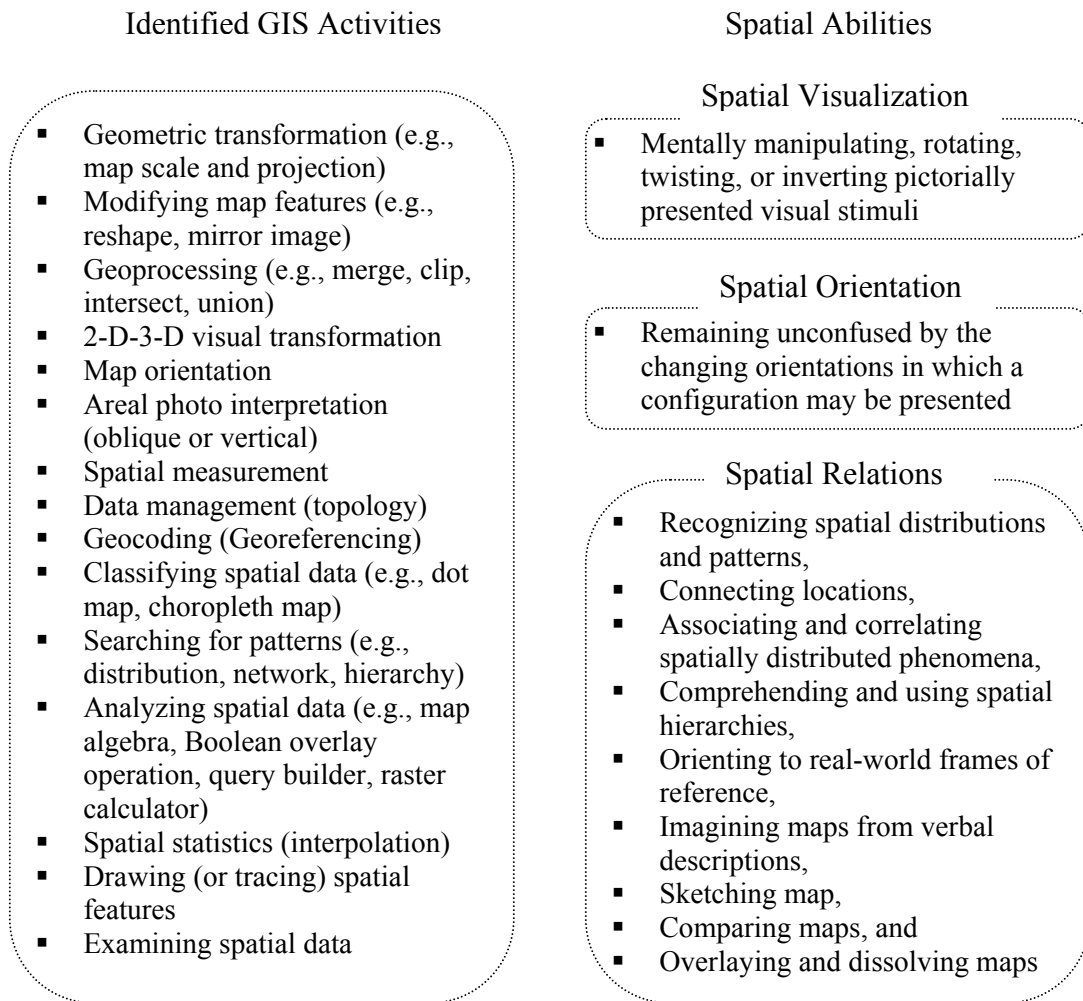 Identified GIS Activities
▪ Geometric transformation (e.g.,
map scale and projection)
▪ Modifying map features (e.g.,
reshape, mirror image)
▪ Geoprocessing (e.g., merge, clip,
intersect, union)
▪ 2-D-3-D visual transformation
▪ Map orientation
▪ Areal photo interpretation
(oblique or vertical)
▪ Spatial measurement
▪ Data management (topology)
▪ Geocoding (Georeferencing)
▪ Classifying spatial data (e.g., dot
map, choropleth map)
▪ Searching for patterns (e.g.,
distribution, network, hierarchy)
▪ Analyzing spatial data (e.g., map
algebra, Boolean overlay
operation, query builder, raster
calculator)
▪ Spatial statistics (interpolation)
▪ Drawing (or tracing) spatial
features
▪ Examining spatial data
Spatial Abilities
Spatial Visualization
▪ Mentally manipulating, rotating,
twisting, or inverting pictorially
presented visual stimuli
Spatial Orientation
▪ Remaining unconfused by the
changing orientations in which a
configuration may be presented
Spatial Relations
▪ Recognizing spatial distributions
and patterns,
▪ Connecting locations,
▪ Associating and correlating
spatially distributed phenomena,
▪ Comprehending and using spatial
hierarchies,
▪ Orienting to real-world frames of
reference,
▪ Imagining maps from verbal
descriptions,
▪ Sketching map,
▪ Comparing maps, and
▪ Overlaying and dissolving maps